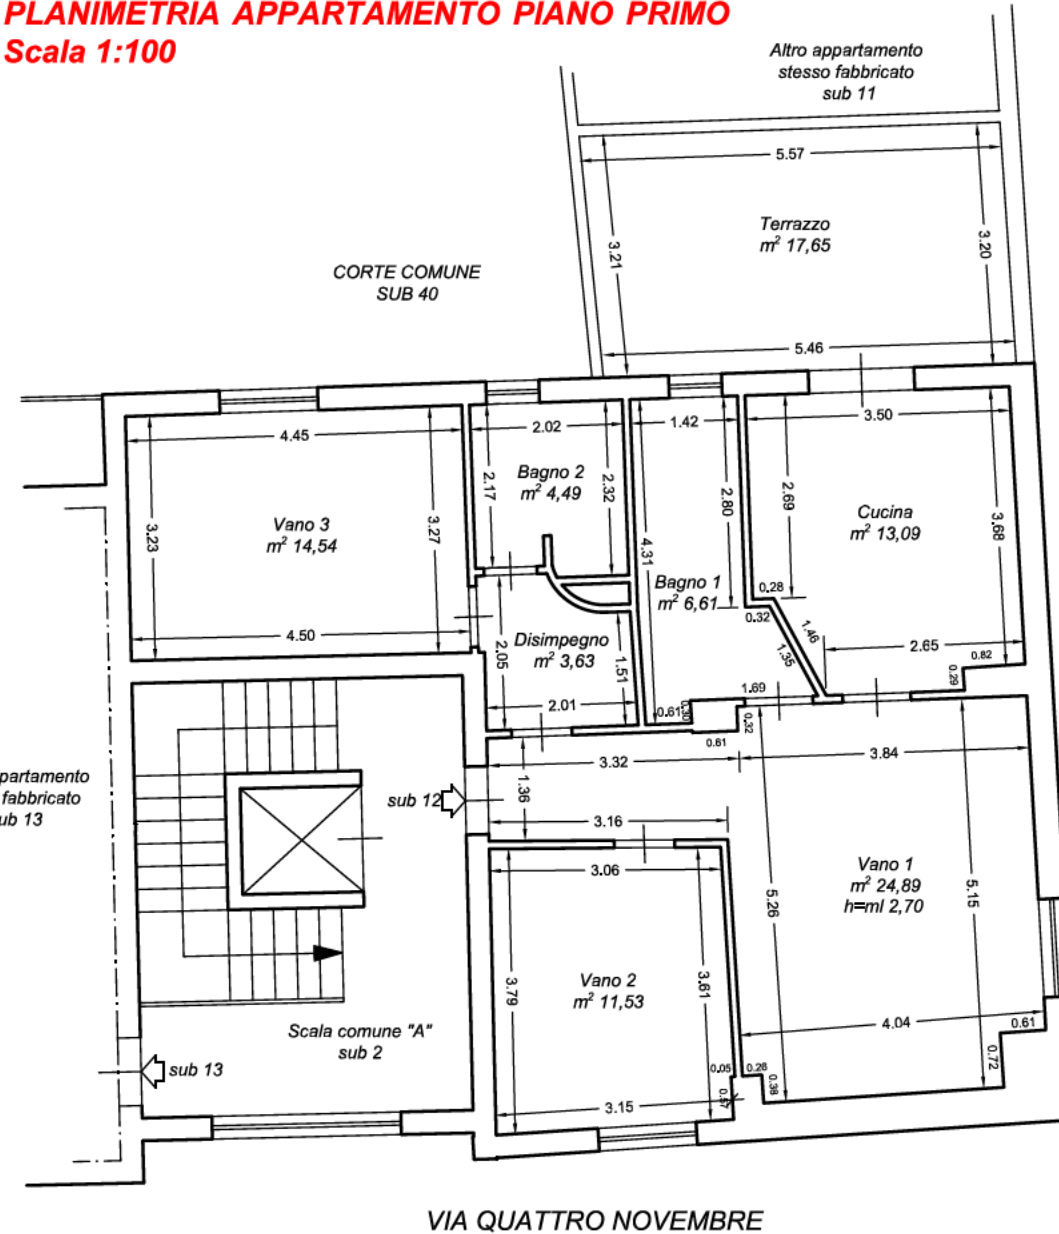 PLANIMETRIA APPARTAMENTO PIANO PRIMO
Scala 1:100
Altro appartamento
stesso fabbricato
sub 11
5.57
Terrazzo
m² 17,65
3.21
3.20
5.46
CORTE COMUNE
SUB 40
4.45
2.02
1.42
3.50
Bagno 2
m² 4,49
2.17
2.32
2.80
2.69
Vano 3
m² 14,54
3.23
3.27
4.31
Cucina
m² 13,09
3.68
Bagno 1
m² 6,61
0.28
0.32
1.46
1.35
4.50
Disimpegno
m² 3,63
2.05
1.51
2.65
0.82
0.29
2.01
1.69
0.61
0.30
0.32
0.61
3.32
3.84
1.36
sub 12
3.16
fabbricato
3.06
Vano 1
m² 24,89
h=ml 2,70
5.26
5.15
Vano 2
m² 11,53
3.79
3.61
4.04
0.61
0.72
Scala comune "A"
sub 2
sub 13
0.05
0.28
0.38
0.57
3.15
VIA QUATTRO NOVEMBRE